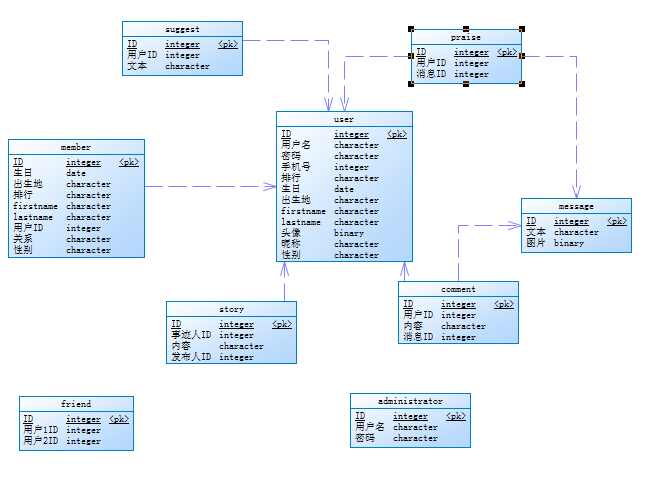 suggest
ID integer <pk>
用户ID integer
文本 character
praise
ID integer <pk>
用户ID integer
消息ID integer
user
ID integer <pk>
用户名 character
密码 character
手机号 integer
排行 character
生日 date
出生地 character
firstname character
lastname character
头像 binary
昵称 character
性别 character
member
ID integer <pk>
生日 date
出生地 character
排行 character
firstname character
lastname character
用户ID integer
关系 character
性别 character
message
ID integer <pk>
文本 character
图片 binary
story
ID integer <pk>
事迹人ID integer
内容 character
发布人ID integer
comment
ID integer <pk>
用户ID integer
内容 character
消息ID integer
friend
ID integer <pk>
用户1ID integer
用户2ID integer
administrator
ID integer <pk>
用户名 character
密码 character